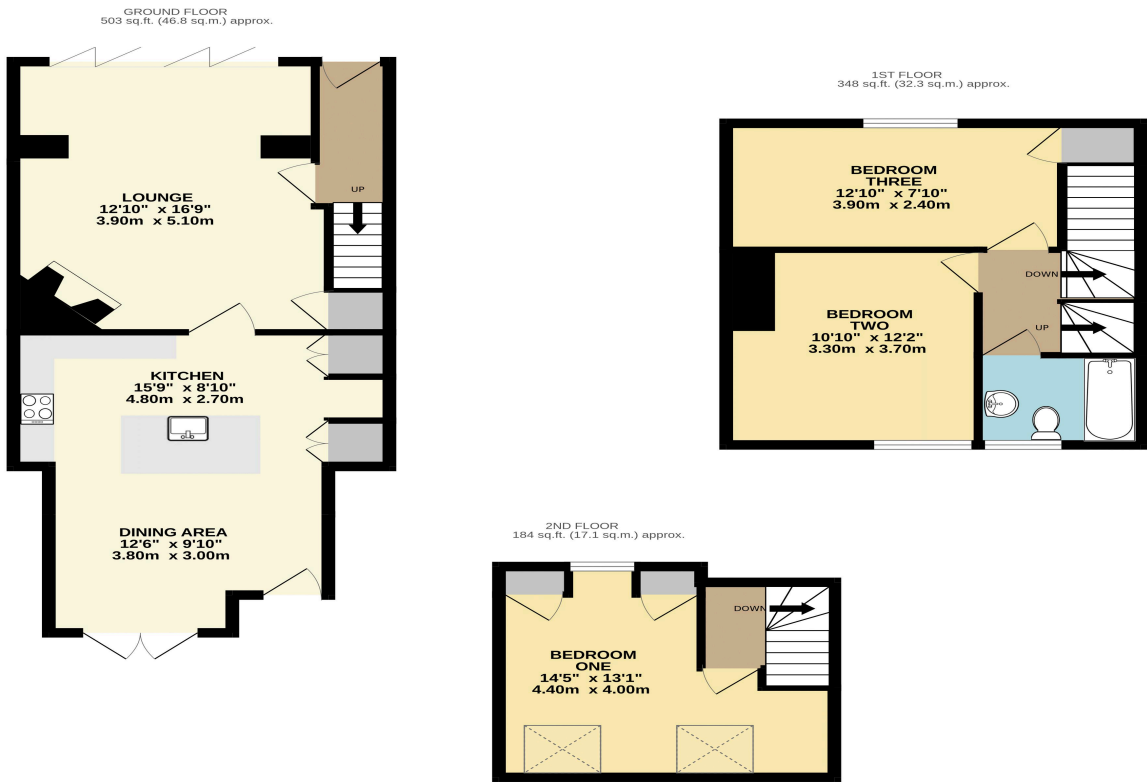 GROUND FLOOR
503 sq.ft. (46.8 sq.m.) approx.
UP
LOUNGE
12'10" x 16'9"
3.90m x 5.10m
KITCHEN
15'9" x 8'10"
4.80m x 2.70m
DINING AREA
12'6" x 9'10"
3.80m x 3.00m
1ST FLOOR
348 sq.ft. (32.3 sq.m.) approx.
BEDROOM
THREE
12'10" x 7'10"
3.90m x 2.40m
DOWN
BEDROOM
TWO
10'10" x 12'2"
3.30m x 3.70m
UP
2ND FLOOR
184 sq.ft. (17.1 sq.m.) approx.
DOWN
BEDROOM
ONE
14'5" x 13'1"
4.40m x 4.00m